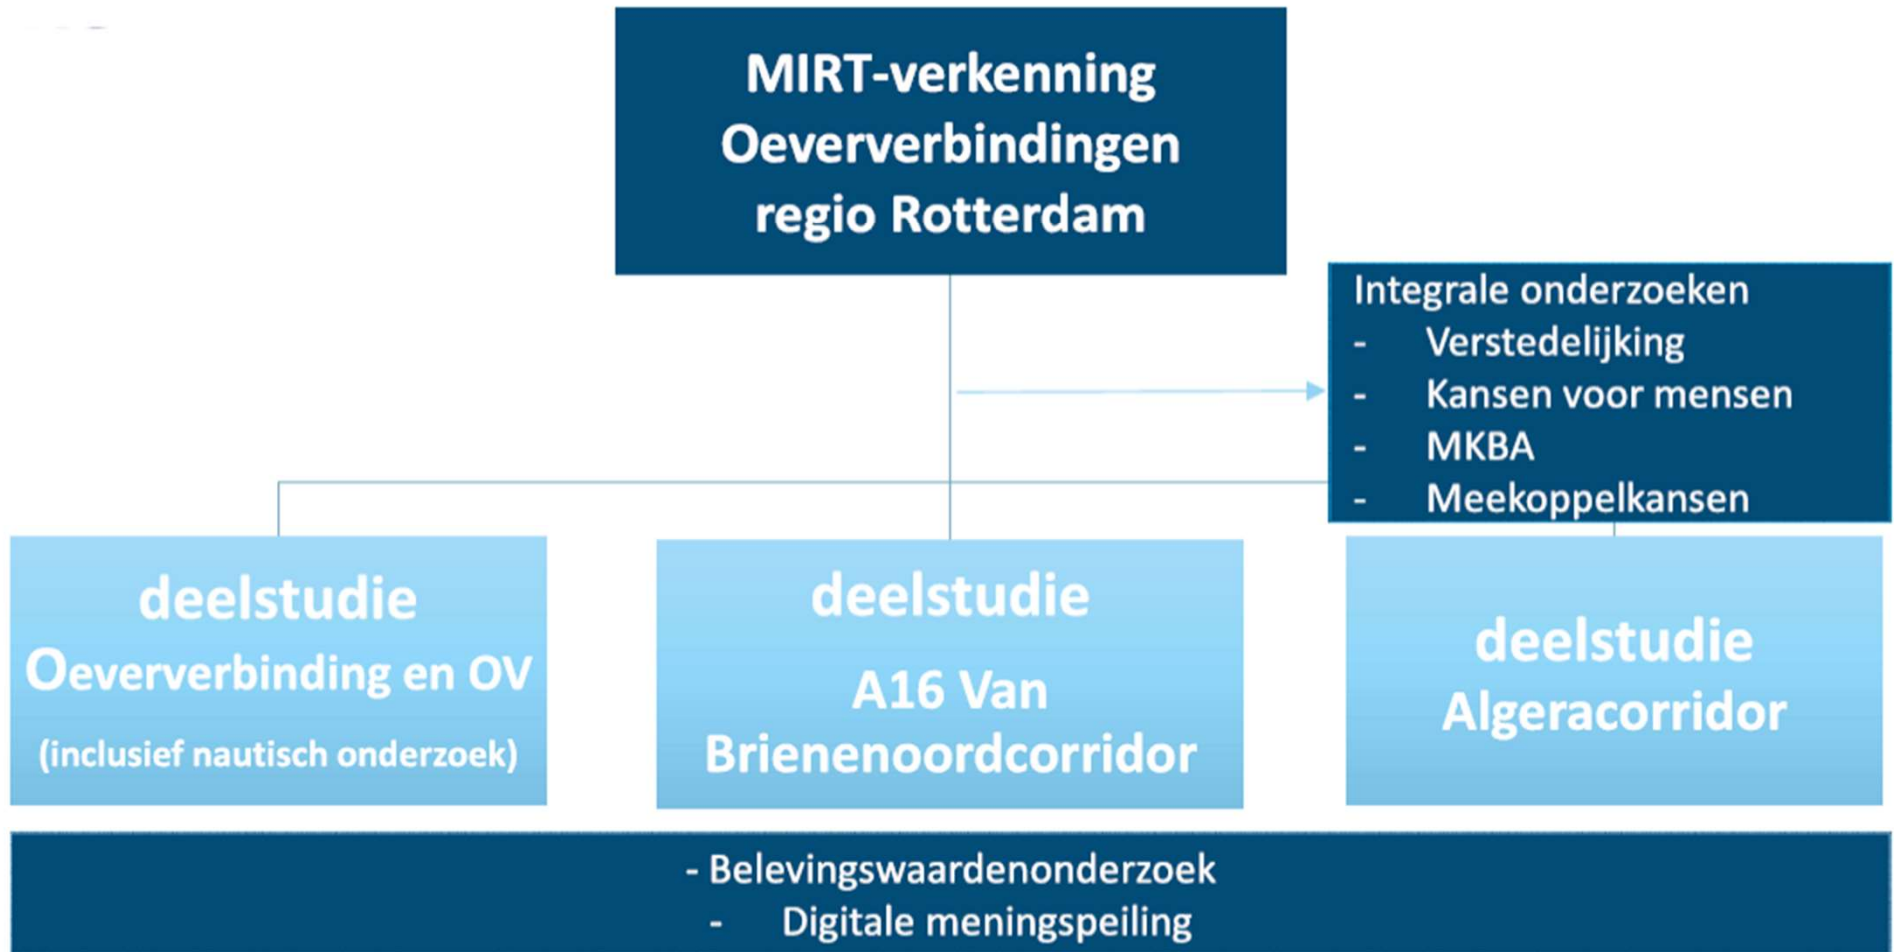 MIRT-verkenning
Oeververbindingen
regio Rotterdam
Integrale onderzoeken
- Verstedelijking
- Kansen voor mensen
- MKBA
- Meekoppelkansen
deelstudie
Oeververbinding en OV
(inclusief nautisch onderzoek)
deelstudie
A16 Van
Brienenoordcorridor
deelstudie
Algeracorridor
- Belevingswaardenonderzoek
- Digitale meningspeiling